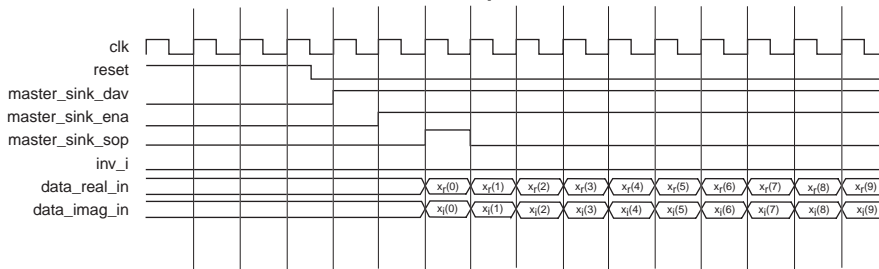 clk
reset
master_sink_dav
master_sink_ena
master_sink_sop
inv_i
data_real_in xr(0) xr(1) xr(2) xr(3) xr(4) xr(5) xr(6) xr(7) xr(8) xr(9)
data_imag_in xi(0) xi(1) xi(2) xi(3) xi(4) xi(5) xi(6) xi(7) xi(8) xi(9)